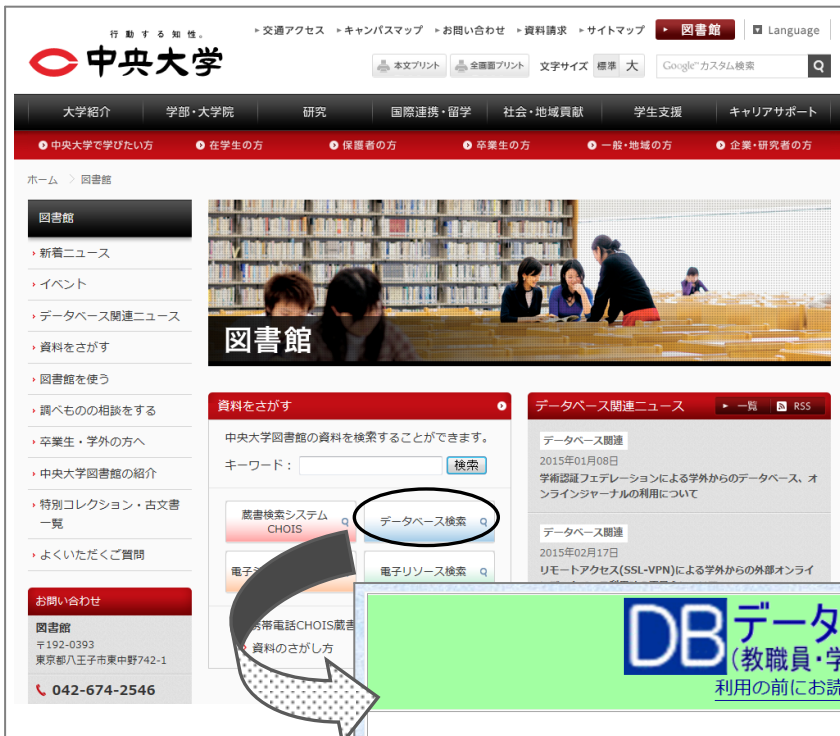 行動する知性。
中央大学
交通アクセス キャンパスマップ お問い合わせ 資料請求 サイトマップ 図書館 Language
本文プリント 全画面プリント 文字サイズ 標準 大 Google™カスタム検索
大学紹介 学部・大学院 研究 国際連携・留学 社会・地域貢献 学生支援 キャリアサポート
中央大学で学びたい方 在学生の方 保護者の方 卒業生の方 一般・地域の方 企業・研究者の方
ホーム 図書館
図書館
新着ニュース
イベント
データベース関連ニュース
資料をさがす
図書館を使う
調べものの相談をする
卒業生・学外の方へ
中央大学図書館の紹介
特別コレクション・古文書
一覧
よくいただくご質問
お問い合わせ
図書館
〒192-0393
東京都八王子市東中野742-1
042-674-2546
図書館
資料をさがす
中央大学図書館の資料を検索することができます。
キーワード： 検索
蔵書検索システム
CHOIS
データベース検索
電子
電子リソース検索
帯電話CHOIS蔵書
資料のさがし方
データベース関連ニュース 一覧 RSS
データベース関連
2015年01月08日
学術認証フェデレーションによる学外からのデータベース、オ
ンラインジャーナルの利用について
データベース関連
2015年02月17日
リモートアクセス(SSL-VPN)による学外からの外部オンライ
DB データ
(教職員・学
利用の前にお読